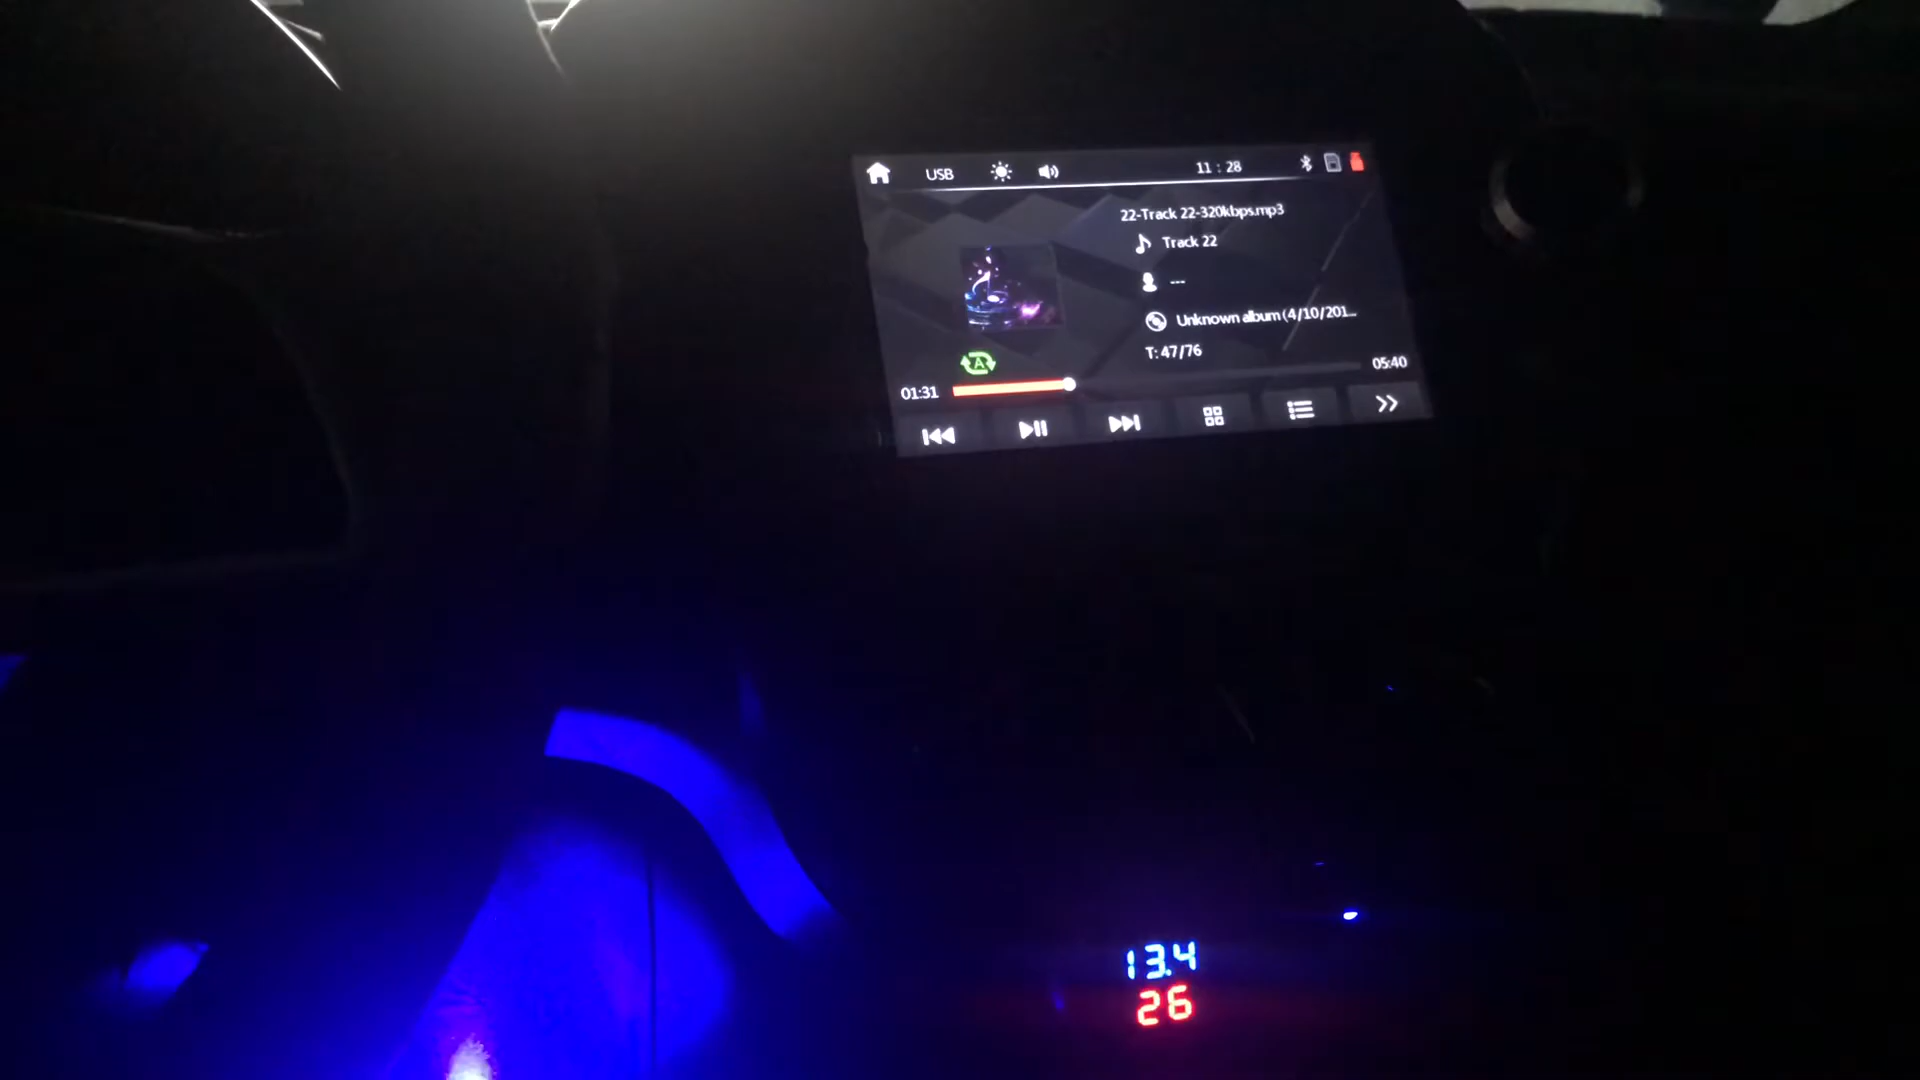 USB 11 : 28
22-Track 22-320kbps.mp3
Track 22
---
Unknown album (4/10/201...
T: 47/76
A
01:31 05:40
13.4
26